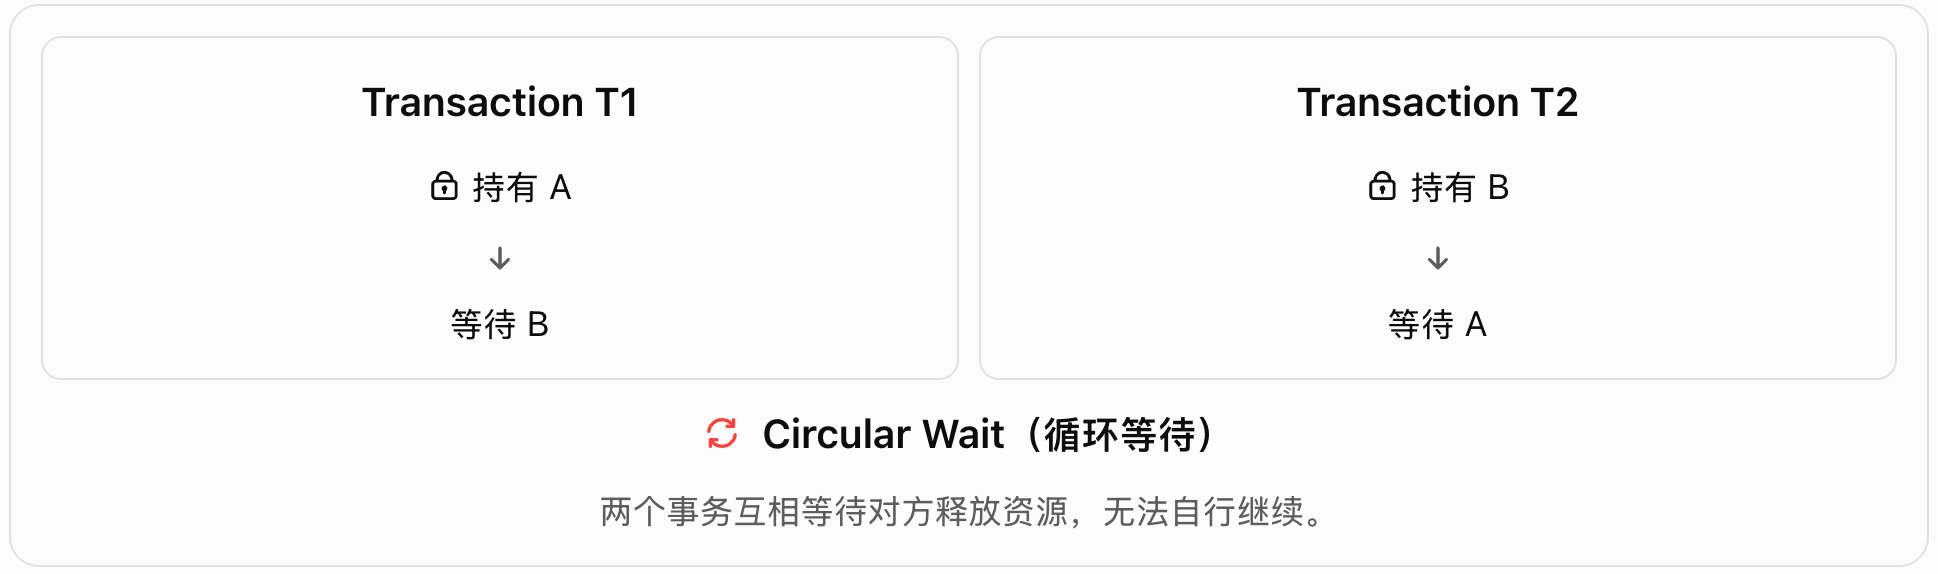 Transaction T1
持有 A
↓
等待 B
Transaction T2
持有 B
↓
等待 A
Circular Wait（循环等待）
两个事务互相等待对方释放资源，无法自行继续。